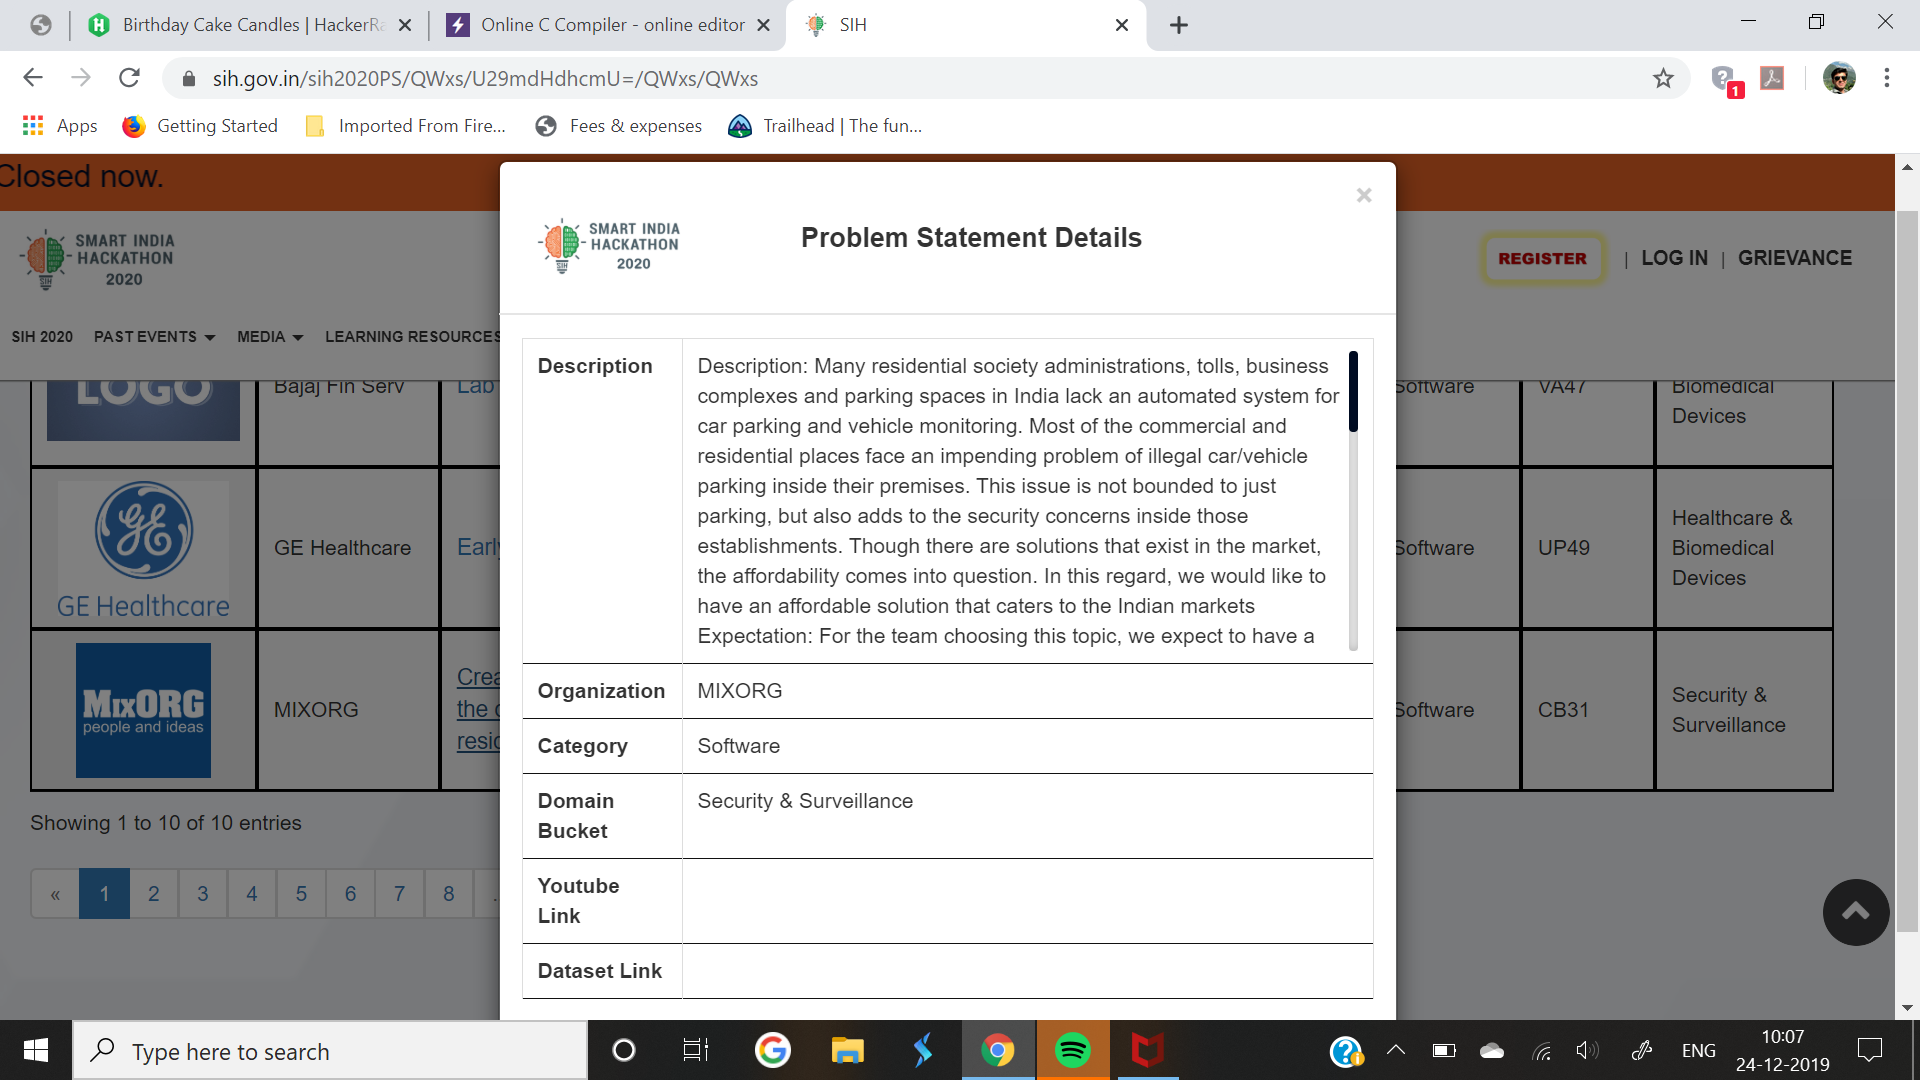 Birthday Cake Candles | HackerRa
Online C Compiler - online editor
SIH
sih.gov.in/sih2020PS/QWxs/U29mdHdhcmU=/QWxs/QWxs
1
Apps
Getting Started
Imported From Fire...
Fees & expenses
Trailhead | The fun...
Closed now.
SMART INDIA
HACKATHON
2020
SIH
REGISTER | LOG IN | GRIEVANCE
SIH 2020 PAST EVENTS MEDIA LEARNING RESOURCES
SMART INDIA
HACKATHON
2020
SIH
Problem Statement Details
×
LOGO
Bajaj Fin Serv
Lab
Software
VA47
Biomedical
Devices
GE
GE Healthcare
GE Healthcare
Early
Software
UP49
Healthcare &
Biomedical
Devices
MIXORG
people and ideas
MIXORG
Crea
the c
resid
Software
CB31
Security &
Surveillance
Showing 1 to 10 of 10 entries
« 1 2 3 4 5 6 7 8 .
Description
Description: Many residential society administrations, tolls, business
complexes and parking spaces in India lack an automated system for
car parking and vehicle monitoring. Most of the commercial and
residential places face an impending problem of illegal car/vehicle
parking inside their premises. This issue is not bounded to just
parking, but also adds to the security concerns inside those
establishments. Though there are solutions that exist in the market,
the affordability comes into question. In this regard, we would like to
have an affordable solution that caters to the Indian markets
Expectation: For the team choosing this topic, we expect to have a
Organization
MIXORG
Category
Software
Domain
Bucket
Security & Surveillance
Youtube
Link
Dataset Link
Type here to search
ENG
10:07
24-12-2019